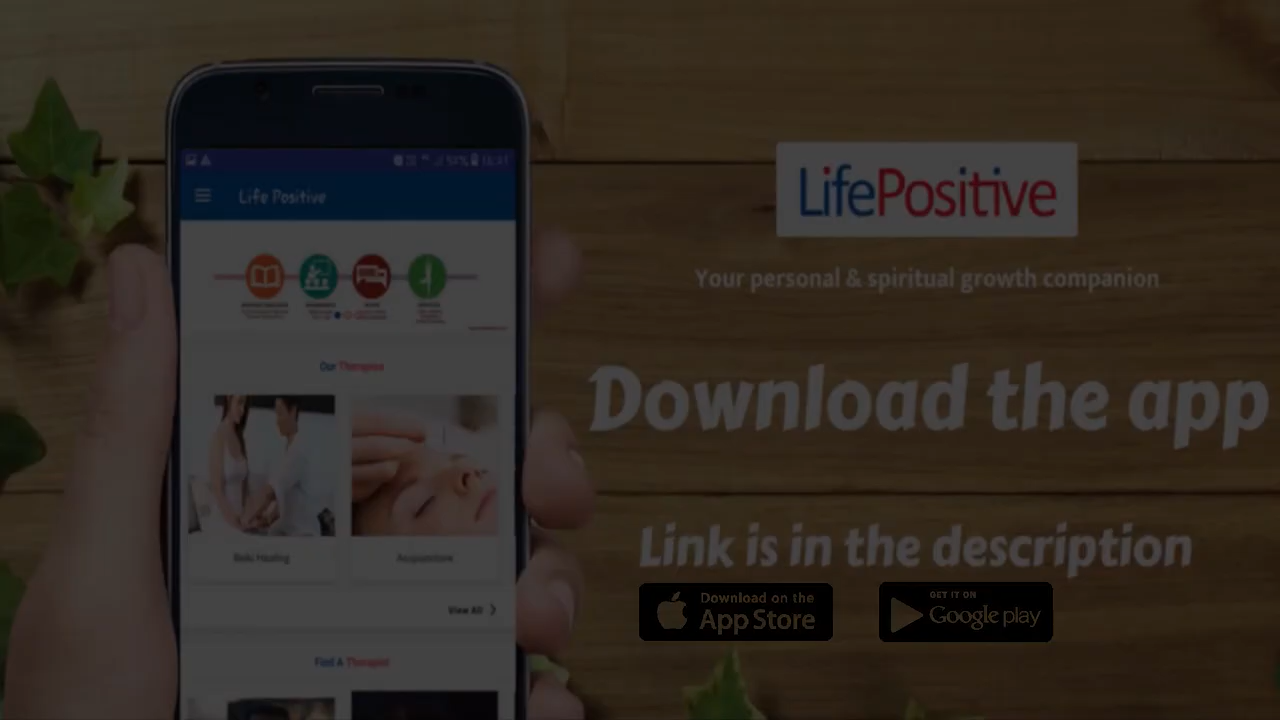 Life Positive
Our Therapies
Reiki Healing
Acupuncture
View All
Find A Therapist
LifePositive
Your personal & spiritual growth companion
Download the app
Link is in the description
Download on the
App Store
GET IT ON
Google play